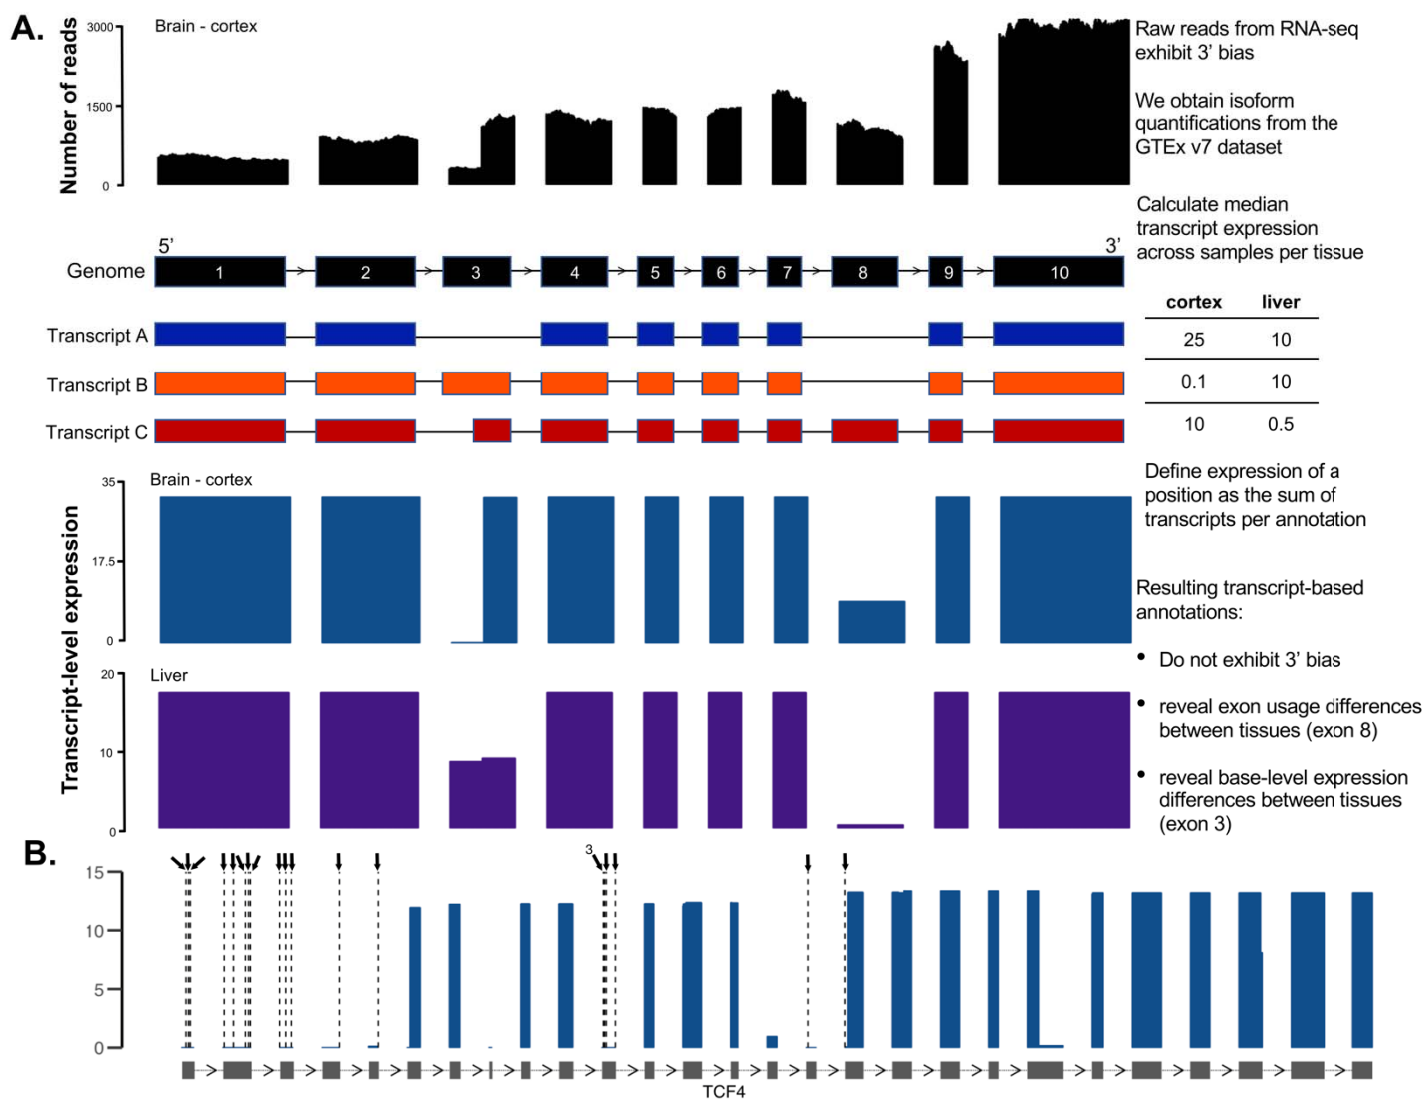 A.
Brain - cortex
Number of reads
3000
1500
0
Raw reads from RNA-seq
exhibit 3’ bias
We obtain isoform
quantifications from the
GTEx v7 dataset
Calculate median
transcript expression
across samples per tissue
5’
3’
Genome
1 2 3 4 5 6 7 8 9 10
cortex liver
Transcript A
25 10
Transcript B
0.1 10
Transcript C
10 0.5
Transcript-level expression
Brain - cortex
35
17.5
0
Define expression of a
position as the sum of
transcripts per annotation
Resulting transcript-based
annotations:
• Do not exhibit 3’ bias
• reveal exon usage differences
between tissues (exon 8)
• reveal base-level expression
differences between tissues
(exon 3)
Liver
20
10
0
B.
3
15
10
5
0
TCF4